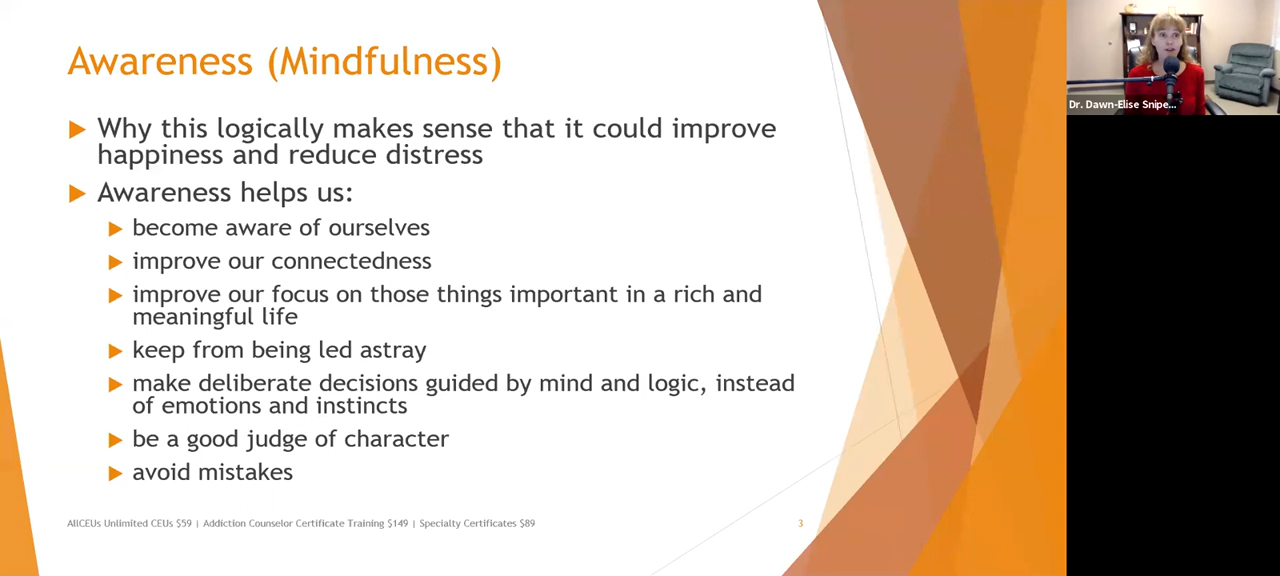 Awareness (Mindfulness)
Why this logically makes sense that it could improve
happiness and reduce distress
Awareness helps us:
become aware of ourselves
improve our connectedness
improve our focus on those things important in a rich and
meaningful life
keep from being led astray
make deliberate decisions guided by mind and logic, instead
of emotions and instincts
be a good judge of character
avoid mistakes
AllCEUs Unlimited CEUs $59 | Addiction Counselor Certificate Training $149 | Specialty Certificates $89
3
Dr. Dawn-Elise Snipe...